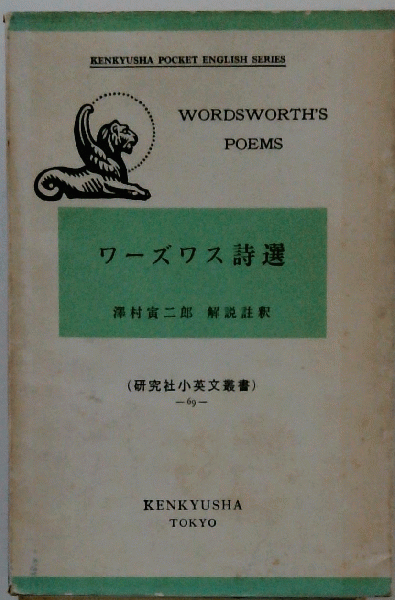 KENKYUSHA POCKET ENGLISH SERIES
WORDSWORTH'S
POEMS
ワーズワス詩選
澤村寅二郎 解説註釈
(研究社小英文叢書)
—69—
KENKYUSHA
TOKYO